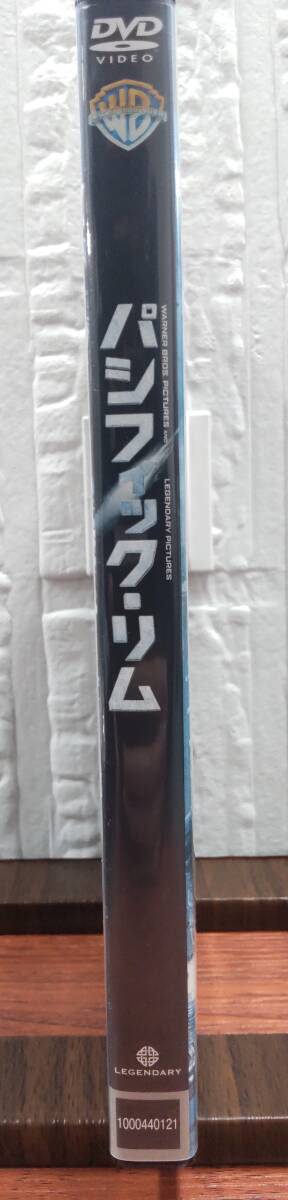 DVD
VIDEO
WB
パシフィック・リム
WARNER BROS. PICTURES AND
LEGENDARY PICTURES
LEGENDARY
1000440121